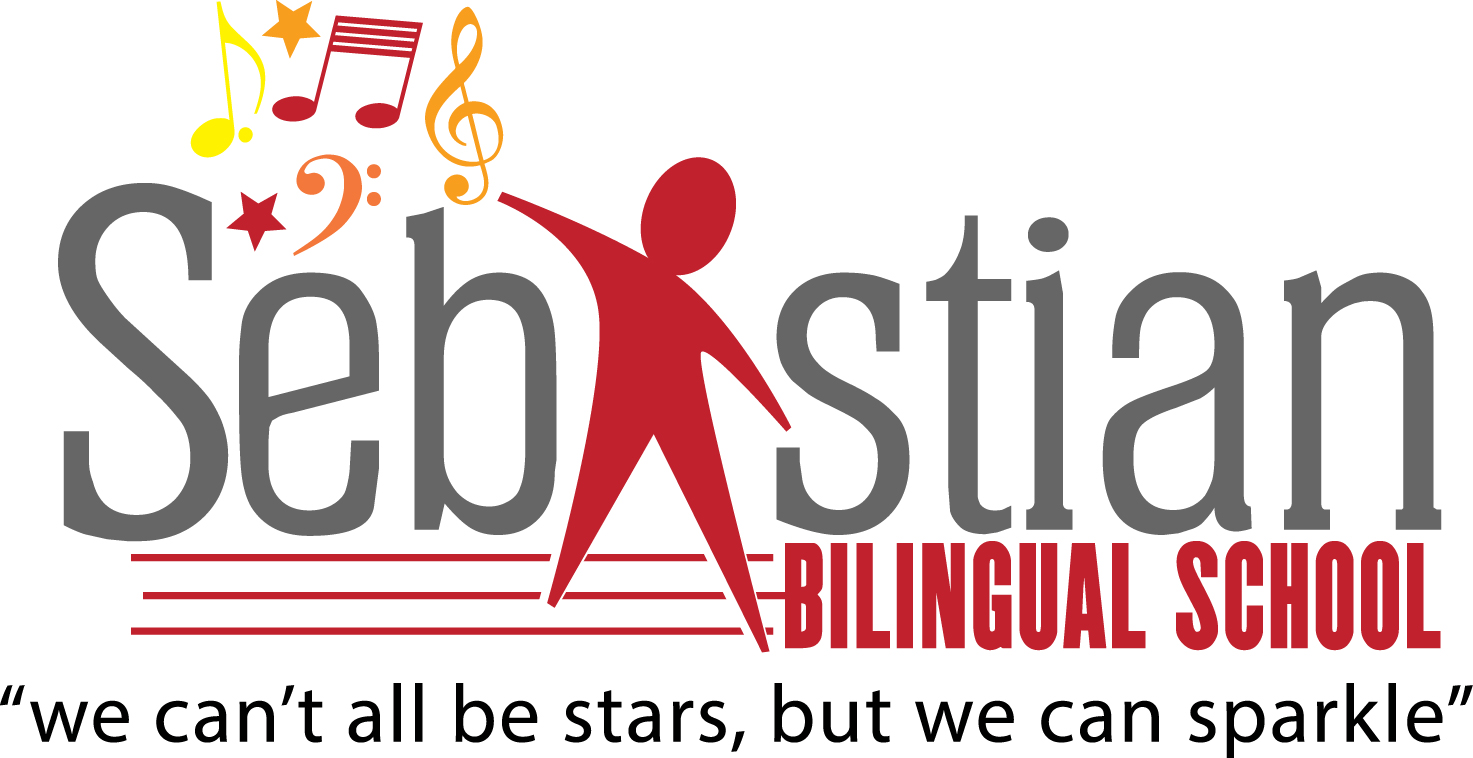 Sebastian
BILINGUAL SCHOOL
“we can’t all be stars, but we can sparkle”